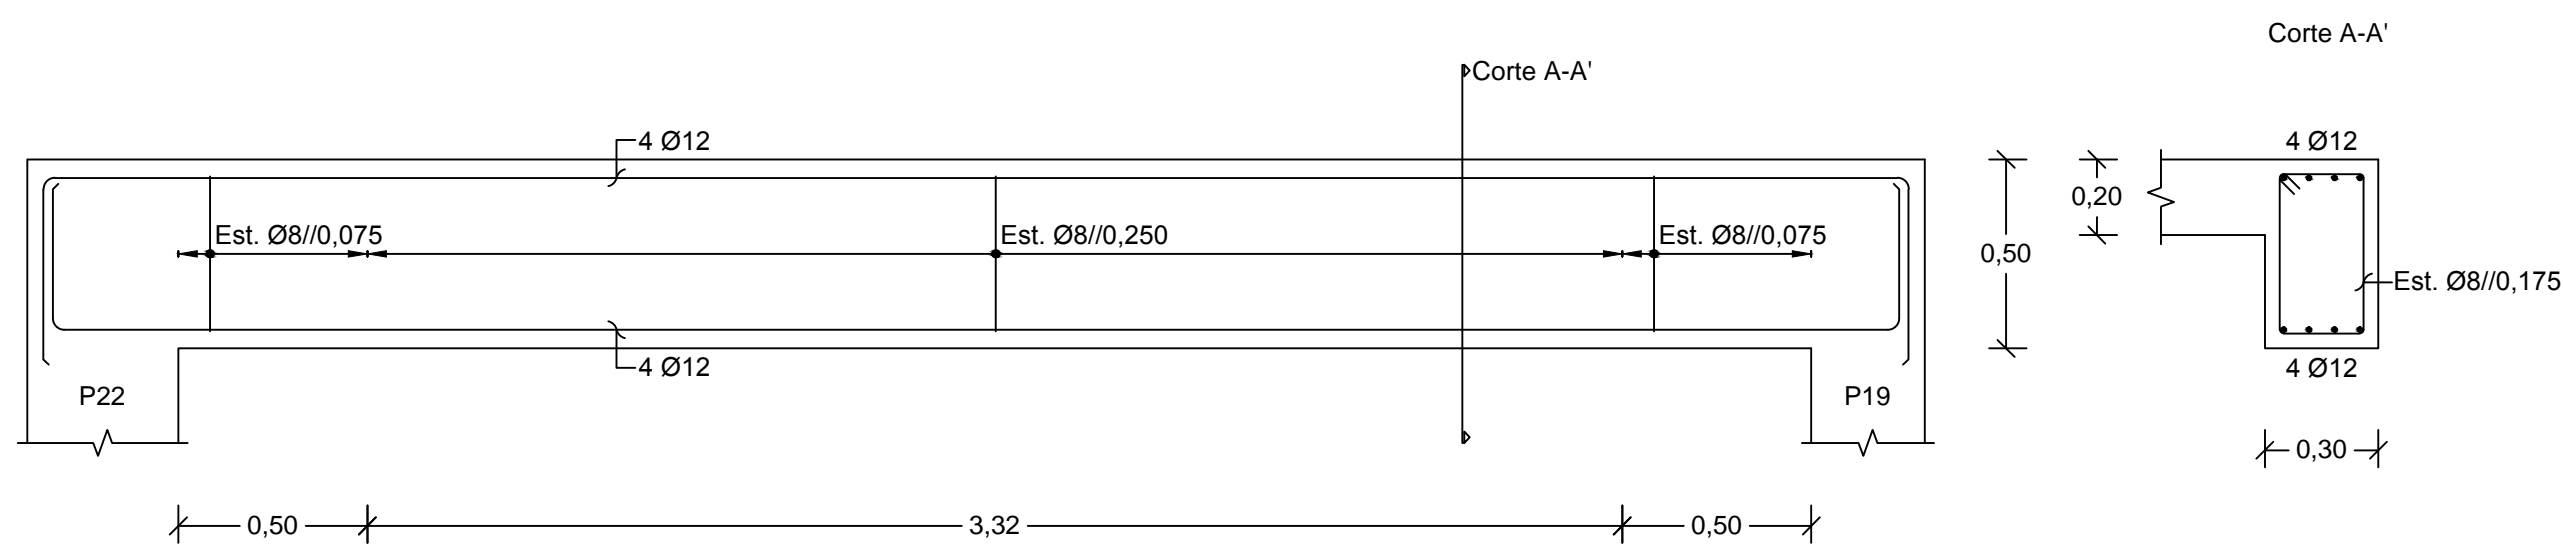 Corte A-A'
Corte A-A'
4 Ø12
4 Ø12
0,20
Est. Ø8//0,075
Est. Ø8//0,250
Est. Ø8//0,075
0,50
Est. Ø8//0,175
4 Ø12
4 Ø12
P22
P19
0,30
0,50
3,32
0,50